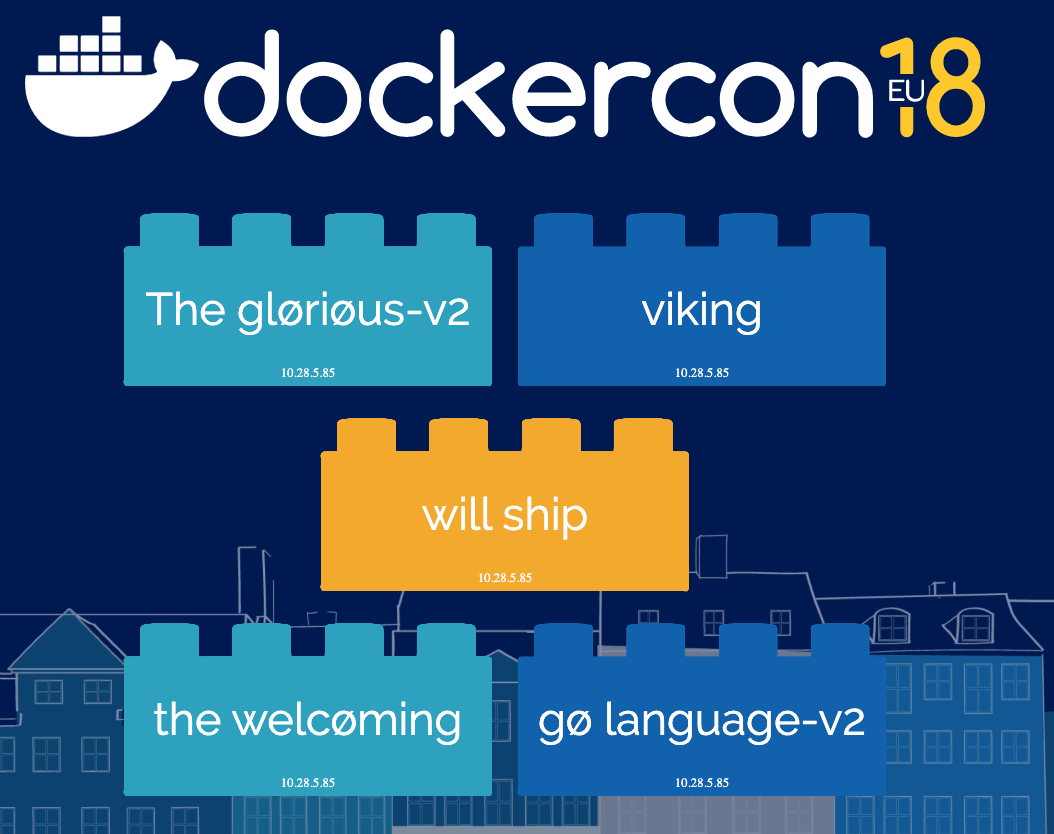 dockercon EU 18
The gløriøus-v2
10.28.5.85
viking
10.28.5.85
will ship
10.28.5.85
the welcøming
10.28.5.85
gø language-v2
10.28.5.85